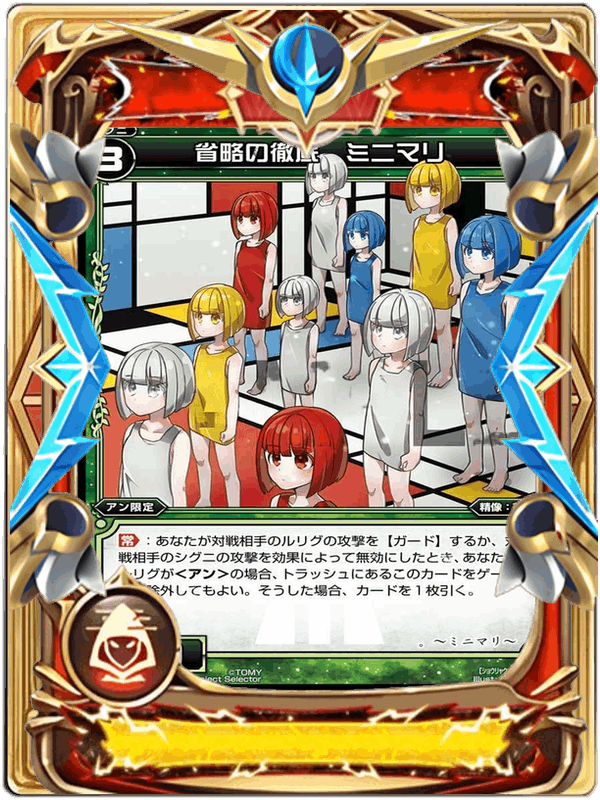 3
省略の徹底 ミニマリ
アン限定
精像:
常:あなたが対戦相手のルリグの攻撃を【ガード】するか、
戦相手のシグニの攻撃を効果によって無効にしたとき、あなた
リグが<アン>の場合、トラッシュにあるこのカードをゲー
除外してもよい。そうした場合、カードを1枚引く。
。～ミニマリ～
©TOMY
lect Selector